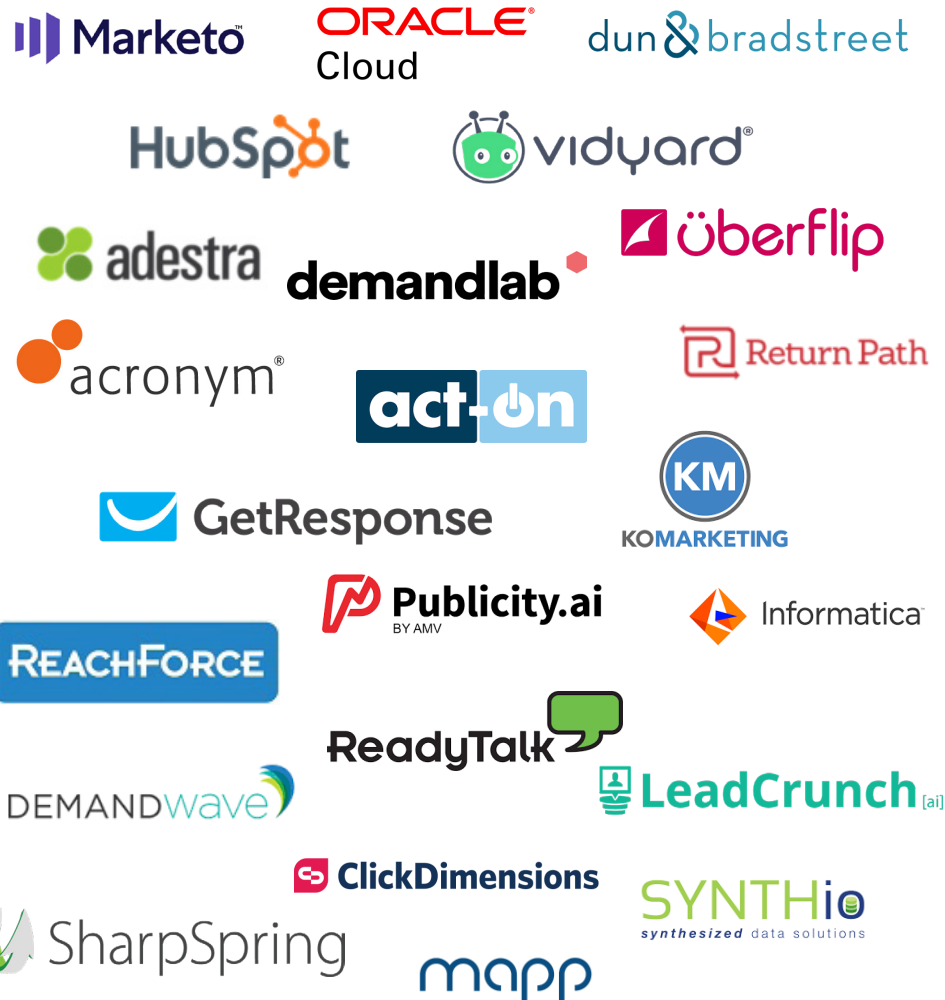 Marketo™
ORACLE®
Cloud
dun & bradstreet
HubSpot
vidyard®
adestra
demandlab
überflip
acronym®
Return Path
act-on
KM
KOMARKETING
GetResponse
Publicity.ai
BY AMV
Informatica
REACHFORCE
ReadyTalk
DEMANDWAVE
LeadCrunch [ai]
ClickDimensions
SYNTHio
synthesized data solutions
SharpSpring
mapp